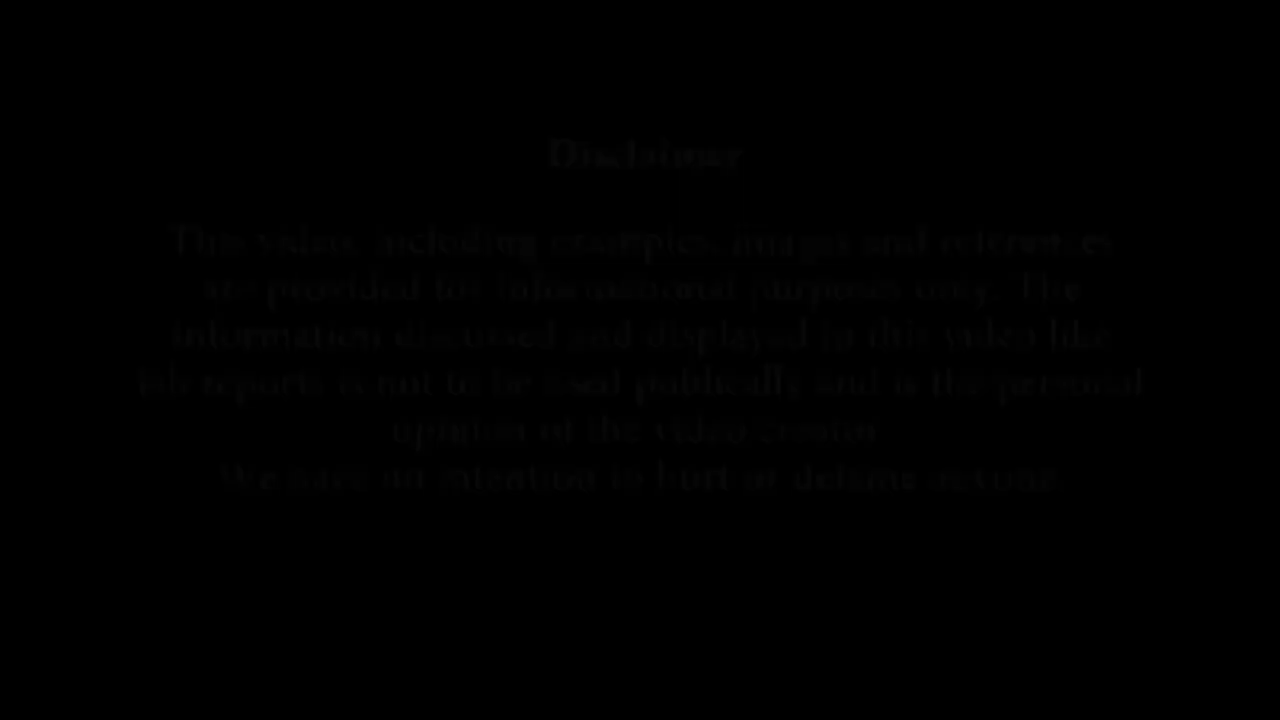 Disclaimer
This video, including examples, images and references
are provided for informational purposes only. The
information discussed and displayed in this video like
lab reports is not to be used publically and is the personal
opinion of the video creator
We have no intention to hurt or defame anyone